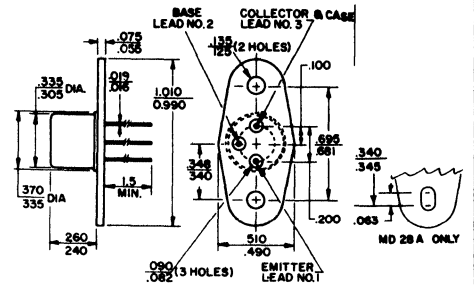 BASE
LEAD NO.2
COLLECTOR & CASE
LEAD NO. 3
.075
.056
.135
.125
(2 HOLES)
.100
.335
.305
DIA.
.019
.016
1.010
0.990
.695
.681
.348
.340
.340
.345
.370
.335
DIA
1.5
MIN.
.200
.063
260
240
510
.490
MD 28A ONLY
.090
.082
(3 HOLES)
EMITTER
LEAD NO.1